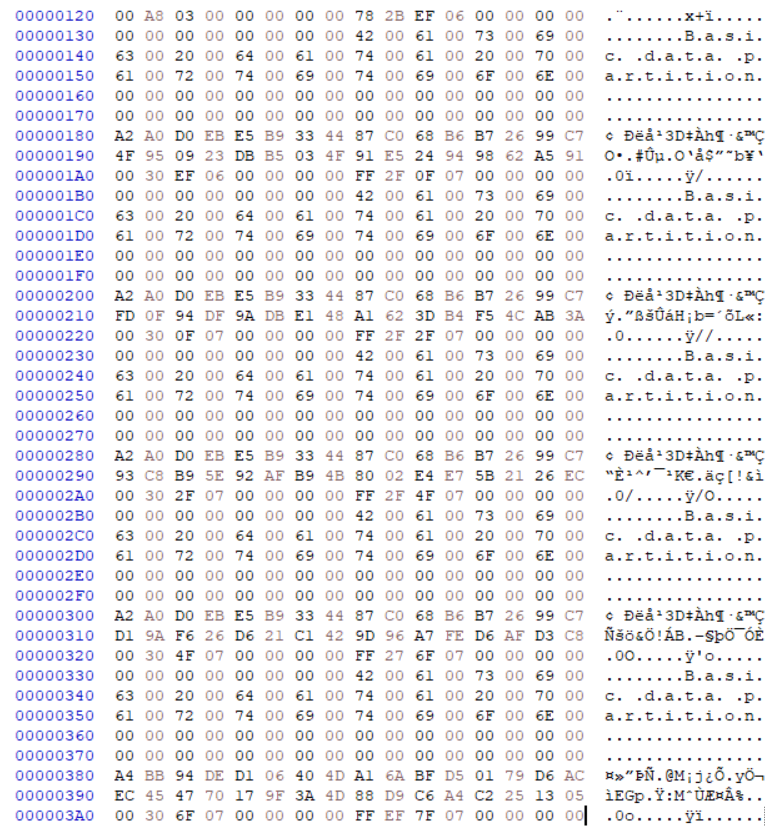 00000120 00 A8 03 00 00 00 00 00 78 2B EF 06 00 00 00 00 .¨......x+ï.....
00000130 00 00 00 00 00 00 00 00 42 00 61 00 73 00 69 00 ........B.a.s.i.
00000140 63 00 20 00 64 00 61 00 74 00 61 00 20 00 70 00 c. .d.a.t.a. .p.
00000150 61 00 72 00 74 00 69 00 74 00 69 00 6F 00 6E 00 a.r.t.i.t.i.o.n.
00000160 00 00 00 00 00 00 00 00 00 00 00 00 00 00 00 00 ................
00000170 00 00 00 00 00 00 00 00 00 00 00 00 00 00 00 00 ................
00000180 A2 A0 D0 EB E5 B9 33 44 87 C0 68 B6 B7 26 99 C7 ¢ Ðëå¹3D‡Àh¶·&™Ç
00000190 4F 95 09 23 DB B5 03 4F 91 E5 24 94 98 62 A5 91 O•.#Ûµ.O‘å$”˜b¥‘
000001A0 00 30 EF 06 00 00 00 00 FF 2F 0F 07 00 00 00 00 .0ï.....ÿ/......
000001B0 00 00 00 00 00 00 00 00 42 00 61 00 73 00 69 00 ........B.a.s.i.
000001C0 63 00 20 00 64 00 61 00 74 00 61 00 20 00 70 00 c. .d.a.t.a. .p.
000001D0 61 00 72 00 74 00 69 00 74 00 69 00 6F 00 6E 00 a.r.t.i.t.i.o.n.
000001E0 00 00 00 00 00 00 00 00 00 00 00 00 00 00 00 00 ................
000001F0 00 00 00 00 00 00 00 00 00 00 00 00 00 00 00 00 ................
00000200 A2 A0 D0 EB E5 B9 33 44 87 C0 68 B6 B7 26 99 C7 ¢ Ðëå¹3D‡Àh¶·&™Ç
00000210 FD 0F 94 DF 9A DB E1 48 A1 62 3D B4 F5 4C AB 3A ý.”ßšÛáH¡b=´õL«:
00000220 00 30 0F 07 00 00 00 00 FF 2F 2F 07 00 00 00 00 .0......ÿ//.....
00000230 00 00 00 00 00 00 00 00 42 00 61 00 73 00 69 00 ........B.a.s.i.
00000240 63 00 20 00 64 00 61 00 74 00 61 00 20 00 70 00 c. .d.a.t.a. .p.
00000250 61 00 72 00 74 00 69 00 74 00 69 00 6F 00 6E 00 a.r.t.i.t.i.o.n.
00000260 00 00 00 00 00 00 00 00 00 00 00 00 00 00 00 00 ................
00000270 00 00 00 00 00 00 00 00 00 00 00 00 00 00 00 00 ................
00000280 A2 A0 D0 EB E5 B9 33 44 87 C0 68 B6 B7 26 99 C7 ¢ Ðëå¹3D‡Àh¶·&™Ç
00000290 93 C8 B9 5E 92 AF B9 4B 80 02 E4 E7 5B 21 26 EC “È¹^’¯¹K€.äç[!&ì
000002A0 00 30 2F 07 00 00 00 00 FF 2F 4F 07 00 00 00 00 .0/.....ÿ/O.....
000002B0 00 00 00 00 00 00 00 00 42 00 61 00 73 00 69 00 ........B.a.s.i.
000002C0 63 00 20 00 64 00 61 00 74 00 61 00 20 00 70 00 c. .d.a.t.a. .p.
000002D0 61 00 72 00 74 00 69 00 74 00 69 00 6F 00 6E 00 a.r.t.i.t.i.o.n.
000002E0 00 00 00 00 00 00 00 00 00 00 00 00 00 00 00 00 ................
000002F0 00 00 00 00 00 00 00 00 00 00 00 00 00 00 00 00 ................
00000300 A2 A0 D0 EB E5 B9 33 44 87 C0 68 B6 B7 26 99 C7 ¢ Ðëå¹3D‡Àh¶·&™Ç
00000310 D1 9A F6 26 D6 21 C1 42 9D 96 A7 FE D6 AF D3 C8 Ñšö&Ö!ÁB.–§þÖ¯ÓÈ
00000320 00 30 4F 07 00 00 00 00 FF 27 6F 07 00 00 00 00 .0O.....ÿ'o.....
00000330 00 00 00 00 00 00 00 00 42 00 61 00 73 00 69 00 ........B.a.s.i.
00000340 63 00 20 00 64 00 61 00 74 00 61 00 20 00 70 00 c. .d.a.t.a. .p.
00000350 61 00 72 00 74 00 69 00 74 00 69 00 6F 00 6E 00 a.r.t.i.t.i.o.n.
00000360 00 00 00 00 00 00 00 00 00 00 00 00 00 00 00 00 ................
00000370 00 00 00 00 00 00 00 00 00 00 00 00 00 00 00 00 ................
00000380 A4 BB 94 DE D1 06 40 4D A1 6A BF D5 01 79 D6 AC ¤»”ÞÑ.@M¡j¿Õ.yÖ¬
00000390 EC 45 47 70 17 9F 3A 4D 88 D9 C6 A4 C2 25 13 05 ìEGp.Ÿ:MˆÙÆ¤Â%..
000003A0 00 30 6F 07 00 00 00 00 FF EF 7F 07 00 00 00 00 .0o.....ÿï......